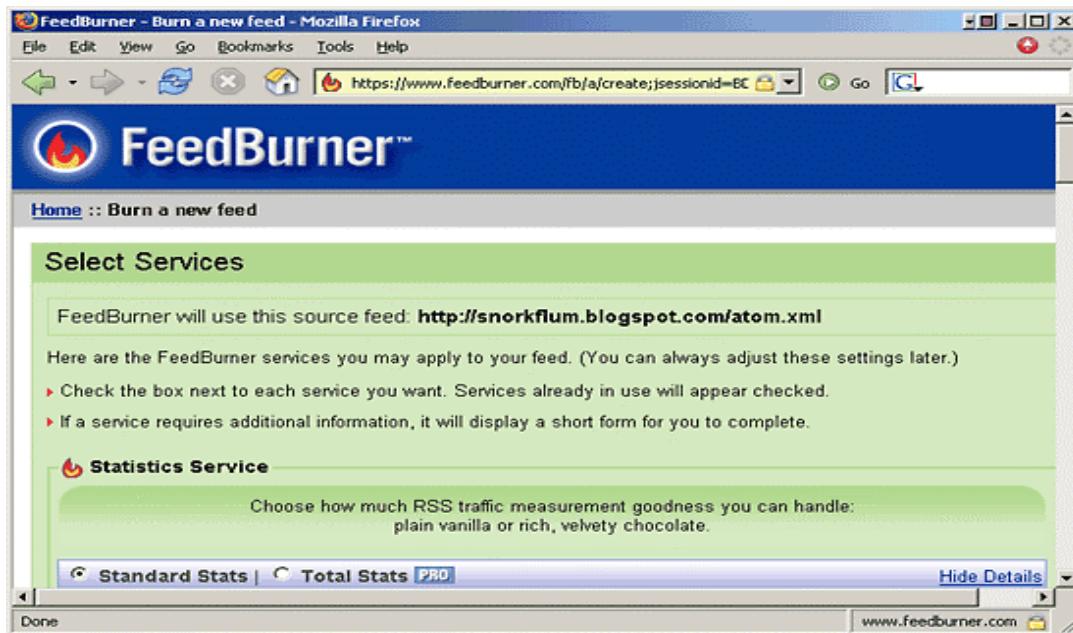 FeedBurner - Burn a new feed - Mozilla Firefox
File Edit View Go Bookmarks Tools Help
https://www.feedburner.com/fb/a/create;jsessionid=BD Go G
FeedBurner™
Home :: Burn a new feed
Select Services
FeedBurner will use this source feed: http://snorkflum.blogspot.com/atom.xml
Here are the FeedBurner services you may apply to your feed. (You can always adjust these settings later.)
Check the box next to each service you want. Services already in use will appear checked.
If a service requires additional information, it will display a short form for you to complete.
Statistics Service
Choose how much RSS traffic measurement goodness you can handle:
plain vanilla or rich, velvety chocolate.
Standard Stats | Total Stats PRO Hide Details
Done www.feedburner.com